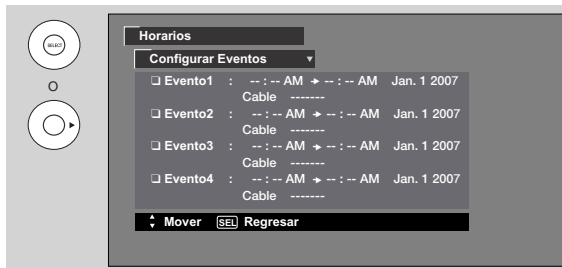 SELECT
O
Horarios
Configurar Eventos ▼
❏ Evento1 : -- : -- AM ➔ -- : -- AM Jan. 1 2007
Cable -------
❏ Evento2 : -- : -- AM ➔ -- : -- AM Jan. 1 2007
Cable -------
❏ Evento3 : -- : -- AM ➔ -- : -- AM Jan. 1 2007
Cable -------
❏ Evento4 : -- : -- AM ➔ -- : -- AM Jan. 1 2007
Cable -------
Mover SEL Regresar